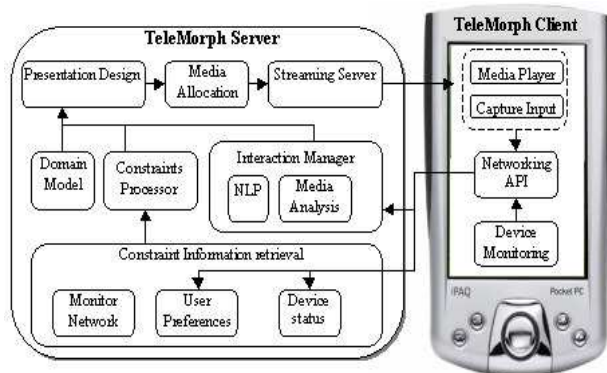 TeleMorph Server
TeleMorph Client
Presentation Design
Media
Allocation
Streaming Server
Media Player
Capture Input
Domain
Model
Constraints
Processor
Interaction Manager
NLP
Media
Analysis
Networking
API
Device
Monitoring
Constraint Information retrieval
Monitor
Network
User
Preferences
Device
status
iPAQ
Pocket PC